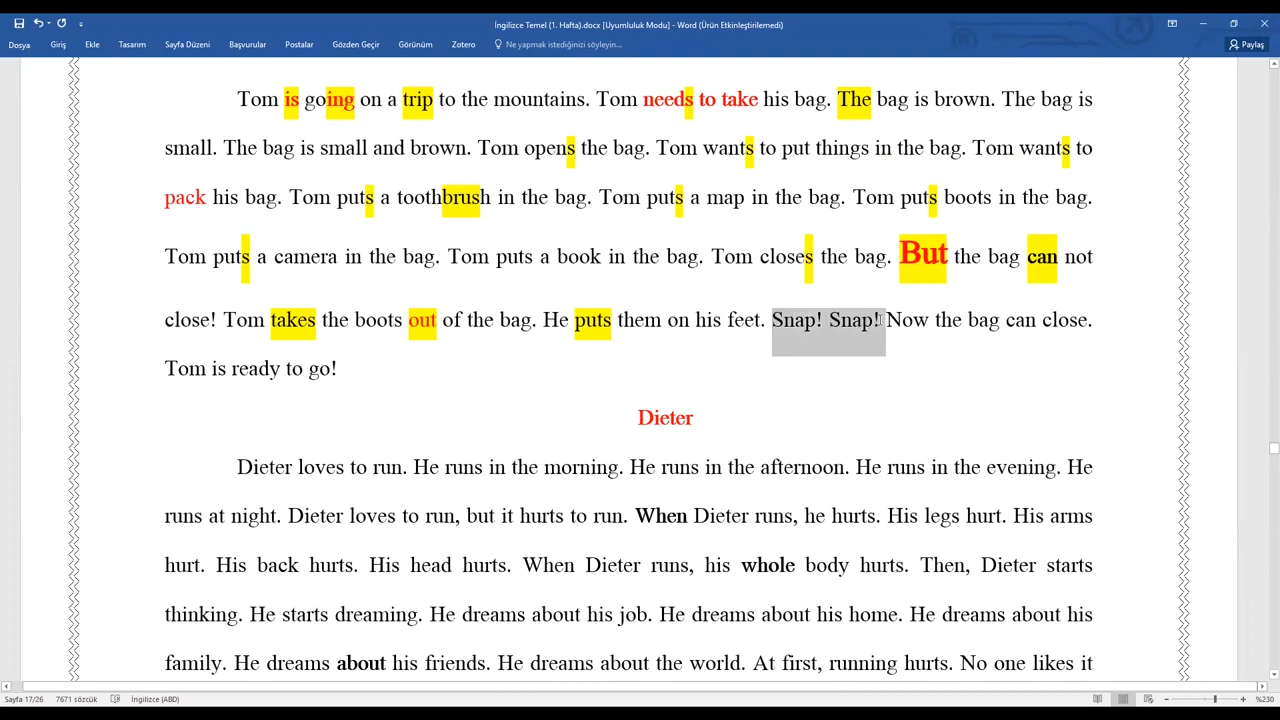 İngilizce Temel (1. Hafta).docx [Uyumluluk Modu] - Word (Ürün Etkinleştirilemedi)
Dosya Giriş Ekle Tasarım Sayfa Düzeni Başvurular Postalar Gözden Geçir Görünüm Zotero Ne yapmak istediğinizi söyleyin... Paylaş
Tom is going on a trip to the mountains. Tom needs to take his bag. The bag is brown. The bag is
small. The bag is small and brown. Tom opens the bag. Tom wants to put things in the bag. Tom wants to
pack his bag. Tom puts a toothbrush in the bag. Tom puts a map in the bag. Tom puts boots in the bag.
Tom puts a camera in the bag. Tom puts a book in the bag. Tom closes the bag. But the bag can not
close! Tom takes the boots out of the bag. He puts them on his feet. Snap! Snap! Now the bag can close.
Tom is ready to go!
Dieter
Dieter loves to run. He runs in the morning. He runs in the afternoon. He runs in the evening. He
runs at night. Dieter loves to run, but it hurts to run. When Dieter runs, he hurts. His legs hurt. His arms
hurt. His back hurts. His head hurts. When Dieter runs, his whole body hurts. Then, Dieter starts
thinking. He starts dreaming. He dreams about his job. He dreams about his home. He dreams about his
family. He dreams about his friends. He dreams about the world. At first, running hurts. No one likes it
Sayfa 17/26 7671 sözcük İngilizce (ABD) %230